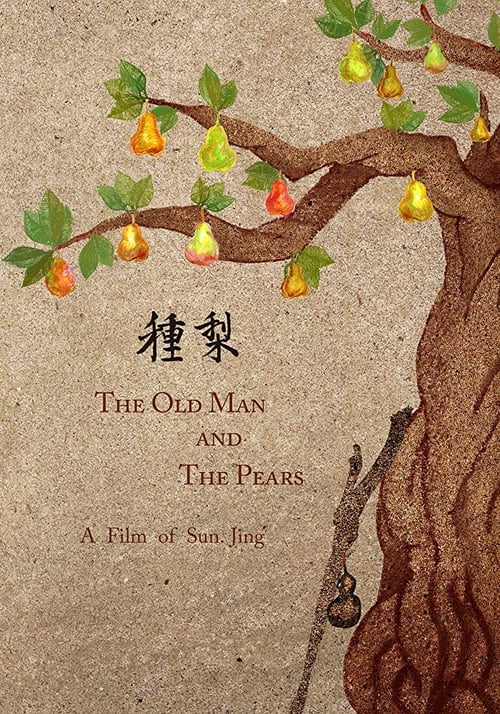 種梨
The Old Man
and
The Pears
A Film of Sun.Jing